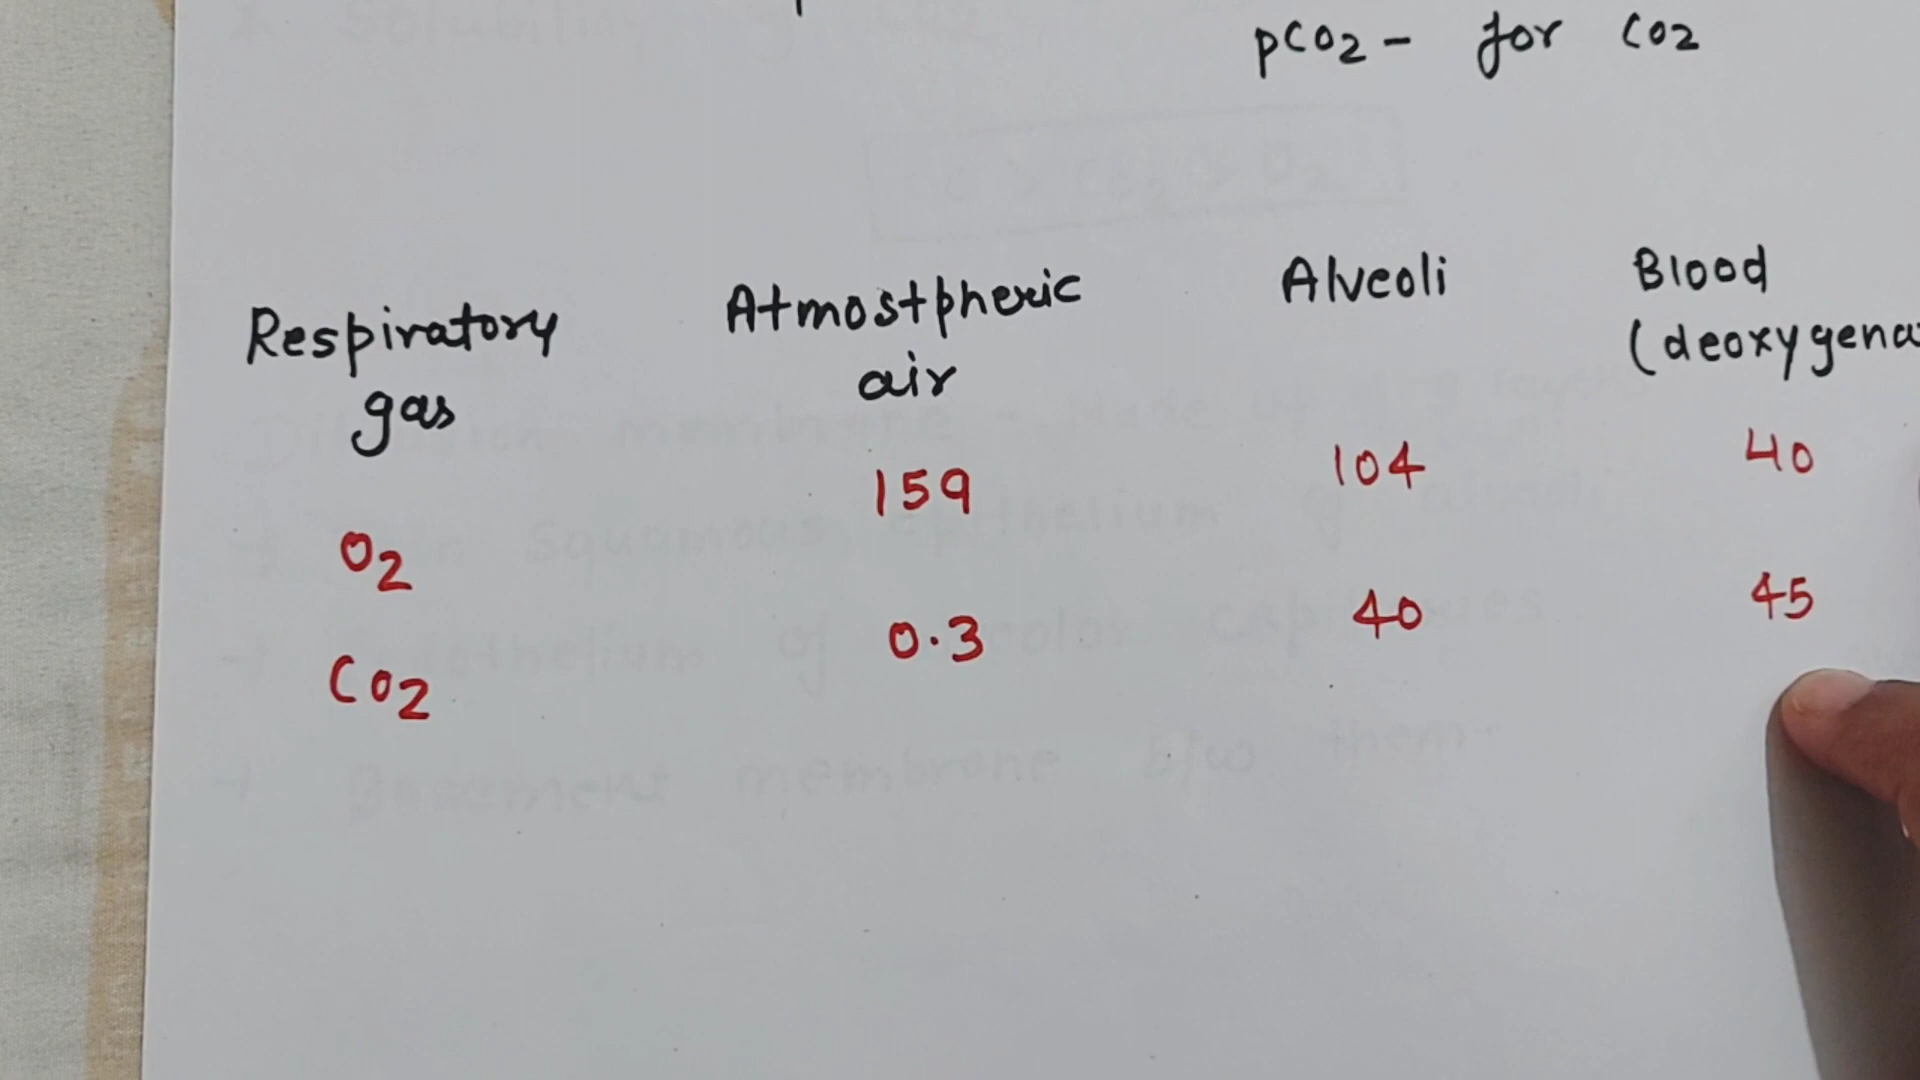 pCO2 - for CO2
Respiratory gas Atmostpheric air Alveoli Blood (deoxygena
O2 159 104 40
CO2 0.3 40 45